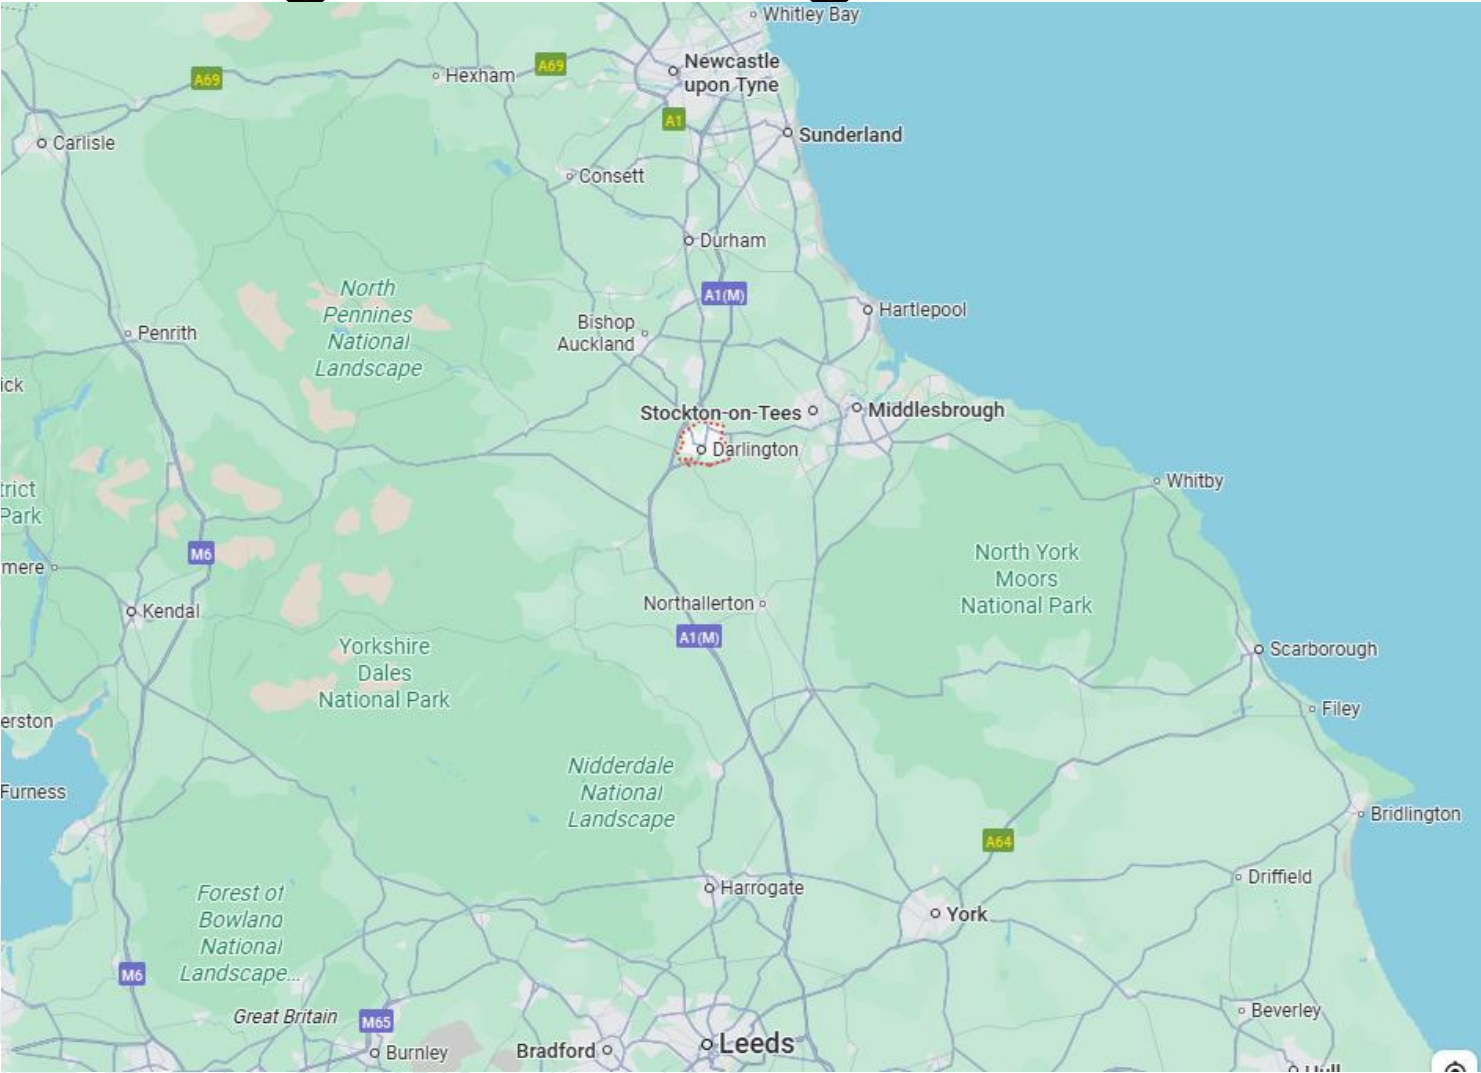 Whitley Bay
Newcastle
upon Tyne
A69
Hexham
A69
A1
Carlisle
Sunderland
Consett
Durham
North
Pennines
National
Landscape
A1(M)
Hartlepool
Penrith
Bishop
Auckland
ick
Stockton-on-Tees
Middlesbrough
Darlington
Whitby
trict
Park
M6
mere
North York
Moors
National Park
Kendal
Northallerton
A1(M)
Yorkshire
Dales
National Park
Scarborough
erston
Filey
Nidderdale
National
Landscape
Furness
Bridlington
A64
Harrogate
Driffield
Forest of
Bowland
National
Landscape...
York
M6
Great Britain
M65
Beverley
Burnley
Bradford
Leeds
Hull